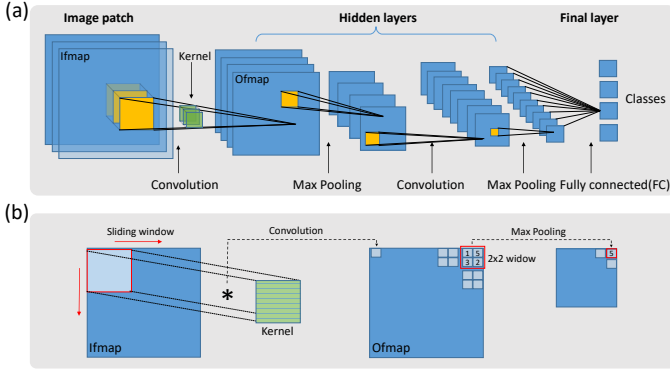 (a)
Image patch
Hidden layers
Final layer
Ifmap
Kernel
Ofmap
Classes
Convolution
Max Pooling
Convolution
Max Pooling
Fully connected(FC)
(b)
Sliding window
Convolution
Max Pooling
1 5
3 2
2x2 widow
5
*
Kernel
Ifmap
Ofmap